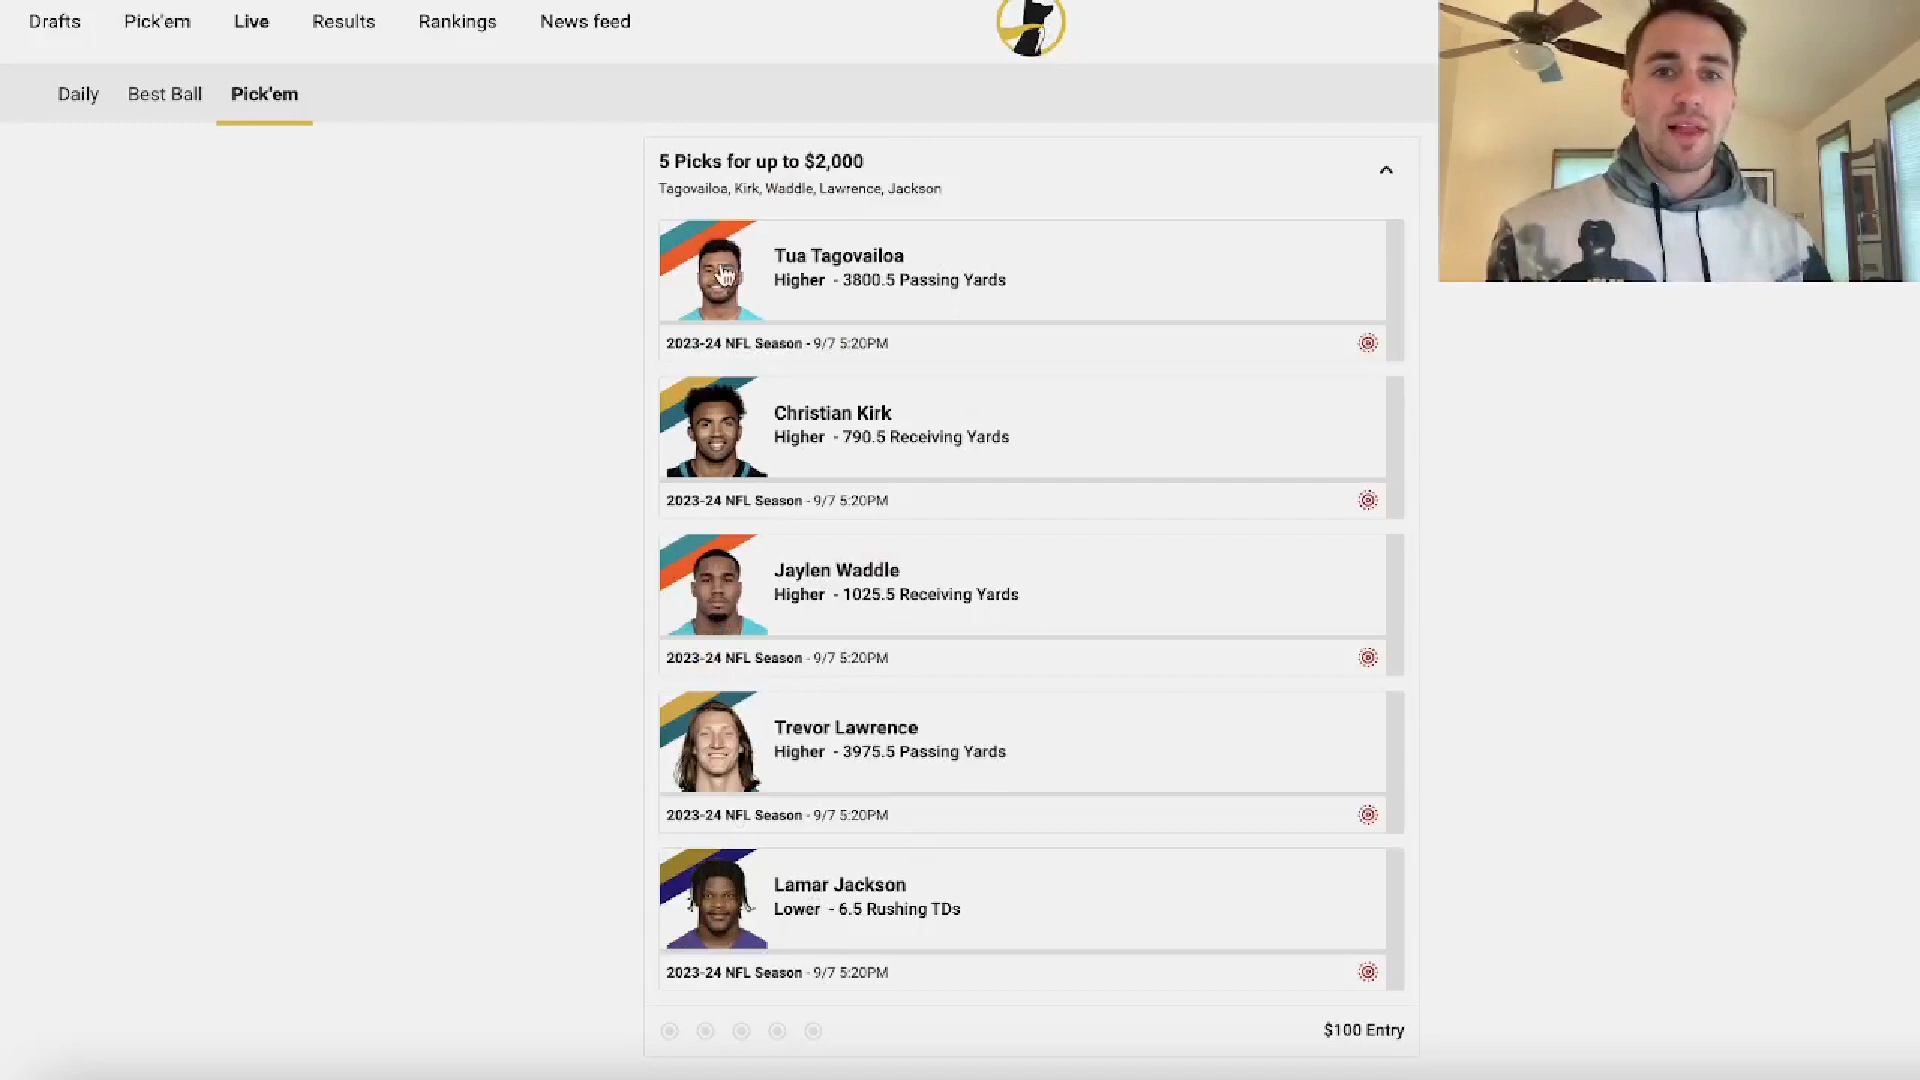 Drafts Pick'em Live Results Rankings News feed
Daily Best Ball Pick'em
5 Picks for up to $2,000
Tagovailoa, Kirk, Waddle, Lawrence, Jackson
Tua Tagovailoa
Higher - 3800.5 Passing Yards
2023-24 NFL Season - 9/7 5:20PM
Christian Kirk
Higher - 790.5 Receiving Yards
2023-24 NFL Season - 9/7 5:20PM
Jaylen Waddle
Higher - 1025.5 Receiving Yards
2023-24 NFL Season - 9/7 5:20PM
Trevor Lawrence
Higher - 3975.5 Passing Yards
2023-24 NFL Season - 9/7 5:20PM
Lamar Jackson
Lower - 6.5 Rushing TDs
2023-24 NFL Season - 9/7 5:20PM
$100 Entry